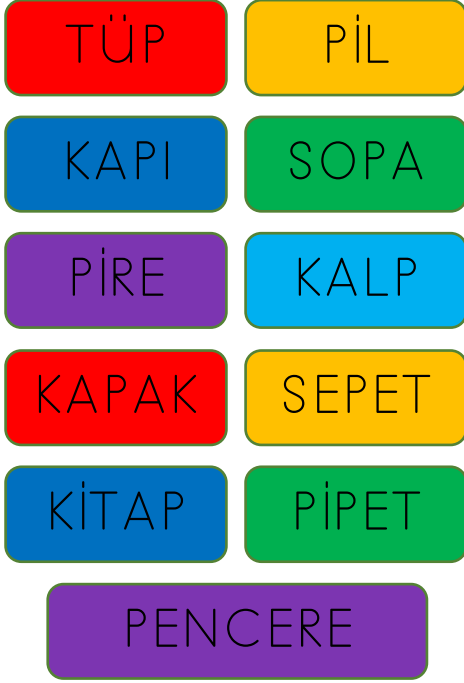 TÜP PİL
KAPI SOPA
PİRE KALP
KAPAK SEPET
KİTAP PİPET
PENCERE